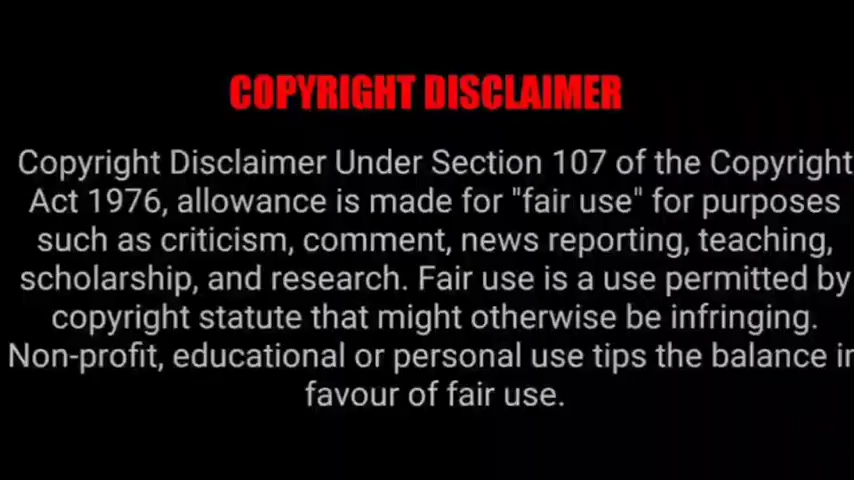 COPYRIGHT DISCLAIMER
Copyright Disclaimer Under Section 107 of the Copyright
Act 1976, allowance is made for "fair use" for purposes
such as criticism, comment, news reporting, teaching,
scholarship, and research. Fair use is a use permitted by
copyright statute that might otherwise be infringing.
Non-profit, educational or personal use tips the balance in
favour of fair use.